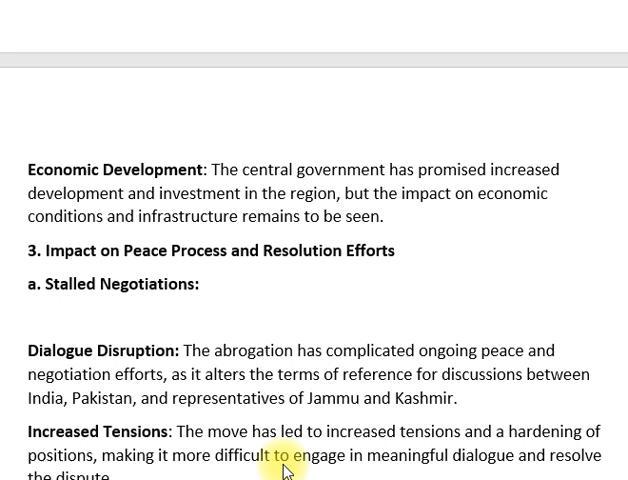 Economic Development: The central government has promised increased
development and investment in the region, but the impact on economic
conditions and infrastructure remains to be seen.
3. Impact on Peace Process and Resolution Efforts
a. Stalled Negotiations:
Dialogue Disruption: The abrogation has complicated ongoing peace and
negotiation efforts, as it alters the terms of reference for discussions between
India, Pakistan, and representatives of Jammu and Kashmir.
Increased Tensions: The move has led to increased tensions and a hardening of
positions, making it more difficult to engage in meaningful dialogue and resolve
the dispute.